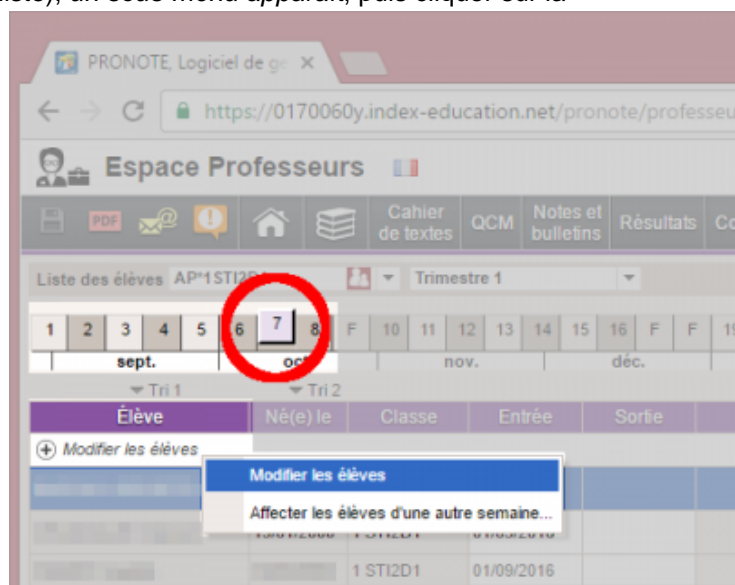 un sous menu apparaît, puis cliquer sur la
PRONOTE, Logiciel de ge
https://0170060y.index-education.net/pronote/professeu
Espace Professeurs
PDF
Cahier de textes QCM Notes et bulletins Résultats Co
Liste des élèves AP*1STI2 Trimestre 1
1 2 3 4 5 6 7 8 F 10 11 12 13 14 15 16 F F 19
sept. oct nov. déc.
Tri 1 Tri 2
Élève Né(e) le Classe Entrée Sortie
Modifier les élèves
Modifier les élèves
Affecter les élèves d'une autre semaine...
1 STI2D1
1 STI2D1 01/09/2016